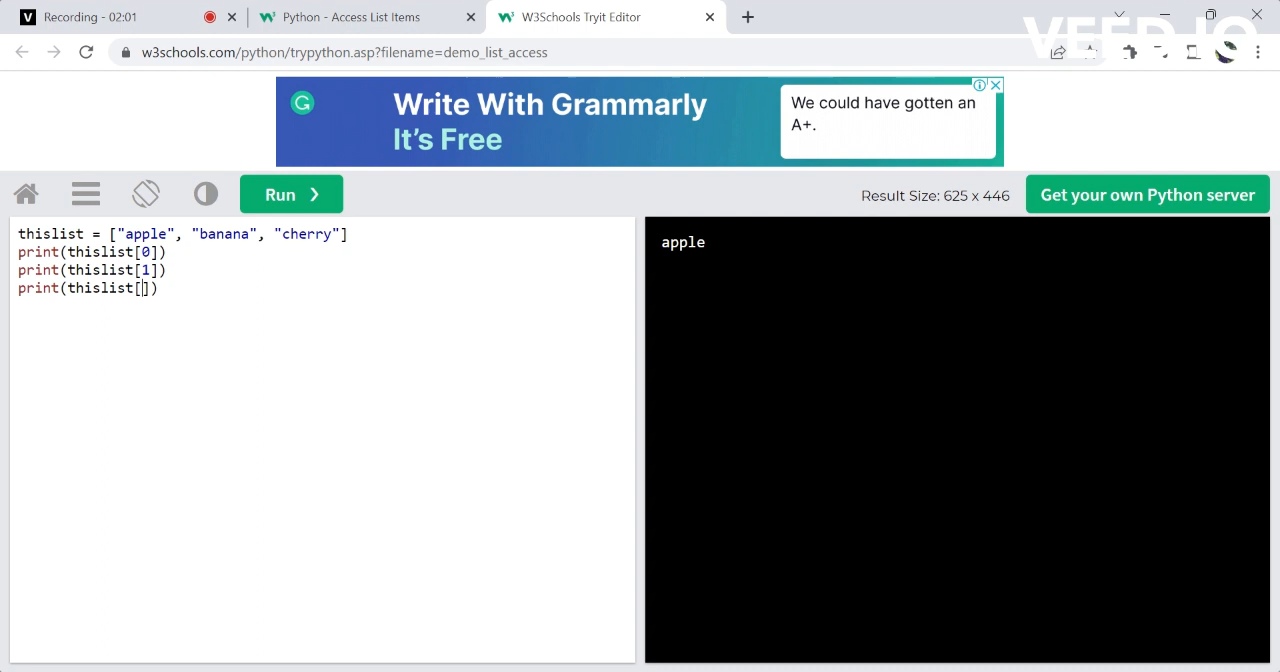 Recording - 02:01
Python - Access List Items
W3Schools Tryit Editor
VEED.IO
w3schools.com/python/trypython.asp?filename=demo_list_access
Write With Grammarly
It's Free
We could have gotten an
A+.
Run ❯
Result Size: 625 x 446
Get your own Python server
thislist = ["apple", "banana", "cherry"]
print(thislist[0])
print(thislist[1])
print(thislist[])
apple